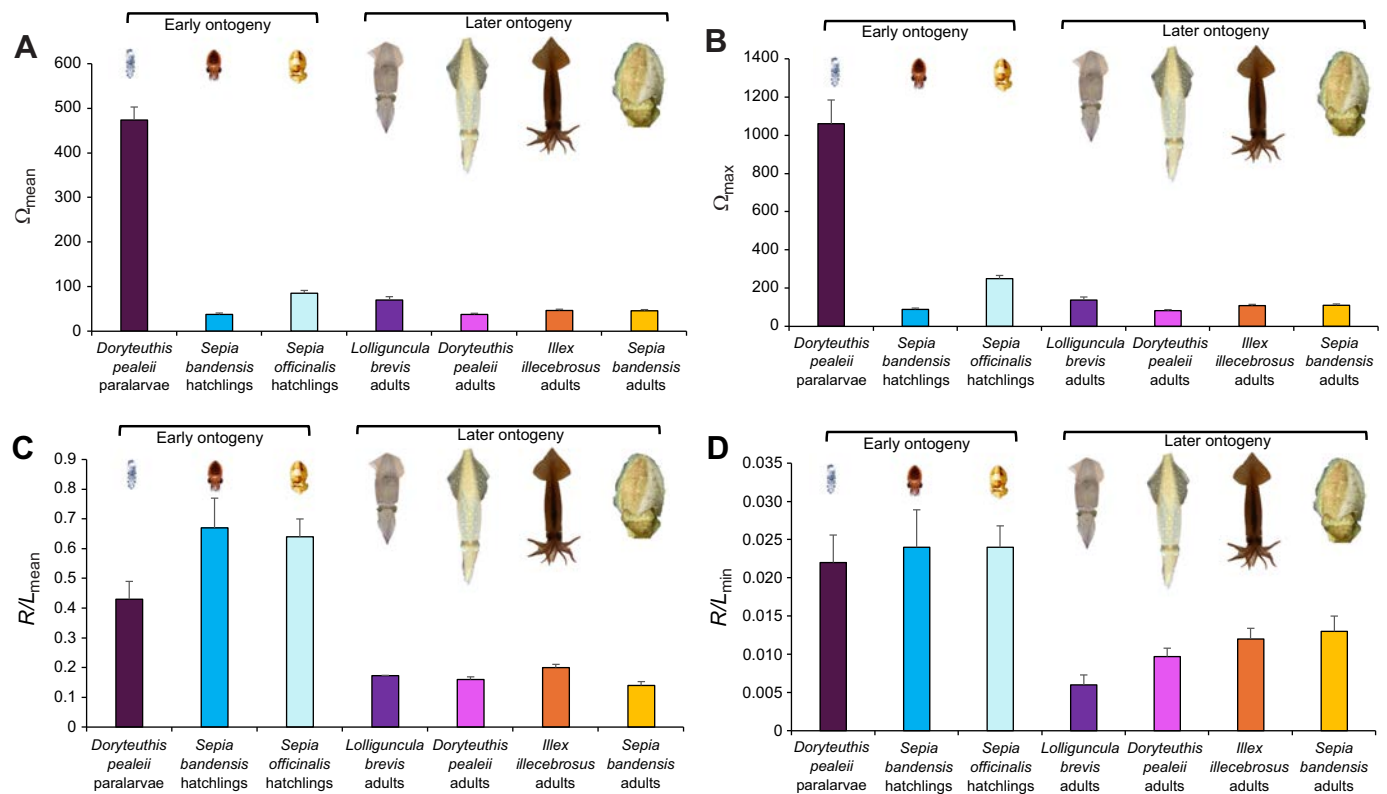 A
Early ontogeny
Later ontogeny
600
500
400
300
200
100
0
Ωmean
Doryteuthis pealeii paralarvae
Sepia bandensis hatchlings
Sepia officinalis hatchlings
Lolliguncula brevis adults
Doryteuthis pealeii adults
Illex illecebrosus adults
Sepia bandensis adults
B
Early ontogeny
Later ontogeny
1400
1200
1000
800
600
400
200
0
Ωmax
Doryteuthis pealeii paralarvae
Sepia bandensis hatchlings
Sepia officinalis hatchlings
Lolliguncula brevis adults
Doryteuthis pealeii adults
Illex illecebrosus adults
Sepia bandensis adults
C
Early ontogeny
Later ontogeny
0.9
0.8
0.7
0.6
0.5
0.4
0.3
0.2
0.1
0
R/Lmean
Doryteuthis pealeii paralarvae
Sepia bandensis hatchlings
Sepia officinalis hatchlings
Lolliguncula brevis adults
Doryteuthis pealeii adults
Illex illecebrosus adults
Sepia bandensis adults
D
Early ontogeny
Later ontogeny
0.035
0.030
0.025
0.020
0.015
0.010
0.005
0
R/Lmin
Doryteuthis pealeii paralarvae
Sepia bandensis hatchlings
Sepia officinalis hatchlings
Lolliguncula brevis adults
Doryteuthis pealeii adults
Illex illecebrosus adults
Sepia bandensis adults